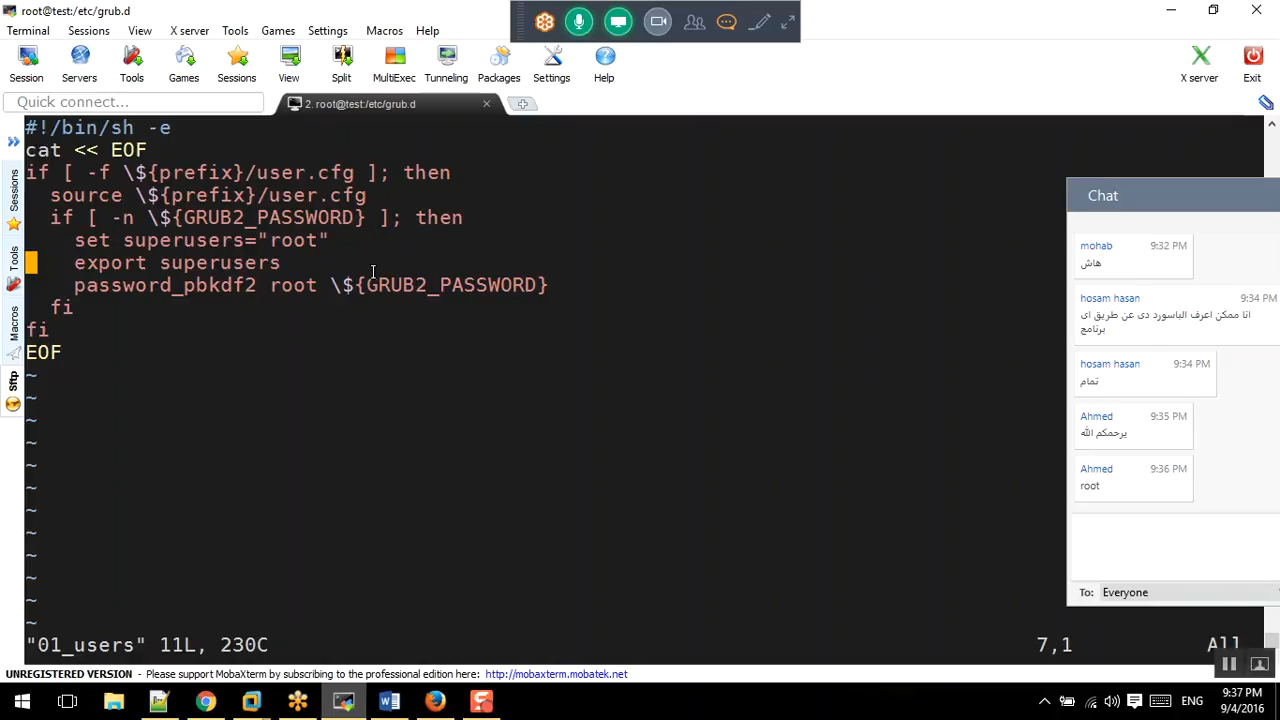 root@test:/etc/grub.d
Terminal Sessions View X server Tools Games Settings Macros Help
Session Servers Tools Games Sessions View Split MultiExec Tunneling Packages Settings Help X server Exit
Quick connect...
2. root@test:/etc/grub.d
Sessions
Tools
Macros
Sftp
#!/bin/sh -e
cat << EOF
if [ -f \${prefix}/user.cfg ]; then
source \${prefix}/user.cfg
if [ -n \${GRUB2_PASSWORD} ]; then
set superusers="root"
export superusers
password_pbkdf2 root \${GRUB2_PASSWORD}
fi
fi
EOF
~
~
~
~
~
~
~
~
~
~
~
~
"01_users" 11L, 230C 7,1 All
Chat
mohab 9:32 PM
هاش
hosam hasan 9:34 PM
انا ممكن اعرف الباسورد دى عن طريق اى
برنامج
hosam hasan 9:34 PM
تمام
Ahmed 9:35 PM
يرحمكم الله
Ahmed 9:36 PM
root
To: Everyone
UNREGISTERED VERSION - Please support MobaXterm by subscribing to the professional edition here: http://mobaxterm.mobatek.net
ENG
9:37 PM
9/4/2016